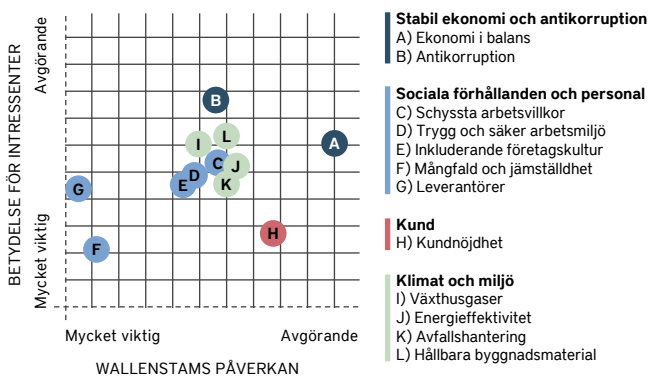 BETYDELSE FÖR INTRESSENTER
Avgörande
Mycket viktig
B
A
I
L
C
J
D
E
K
G
H
F
Mycket viktig
Avgörande
WALLENSTAMS PÅVERKAN
Stabil ekonomi och antikorruption
A) Ekonomi i balans
B) Antikorruption
Sociala förhållanden och personal
C) Schyssta arbetsvillkor
D) Trygg och säker arbetsmiljö
E) Inkluderande företagskultur
F) Mångfald och jämställdhet
G) Leverantörer
Kund
H) Kundnöjdhet
Klimat och miljö
I) Växthusgaser
J) Energieffektivitet
K) Avfallshantering
L) Hållbara byggnadsmaterial